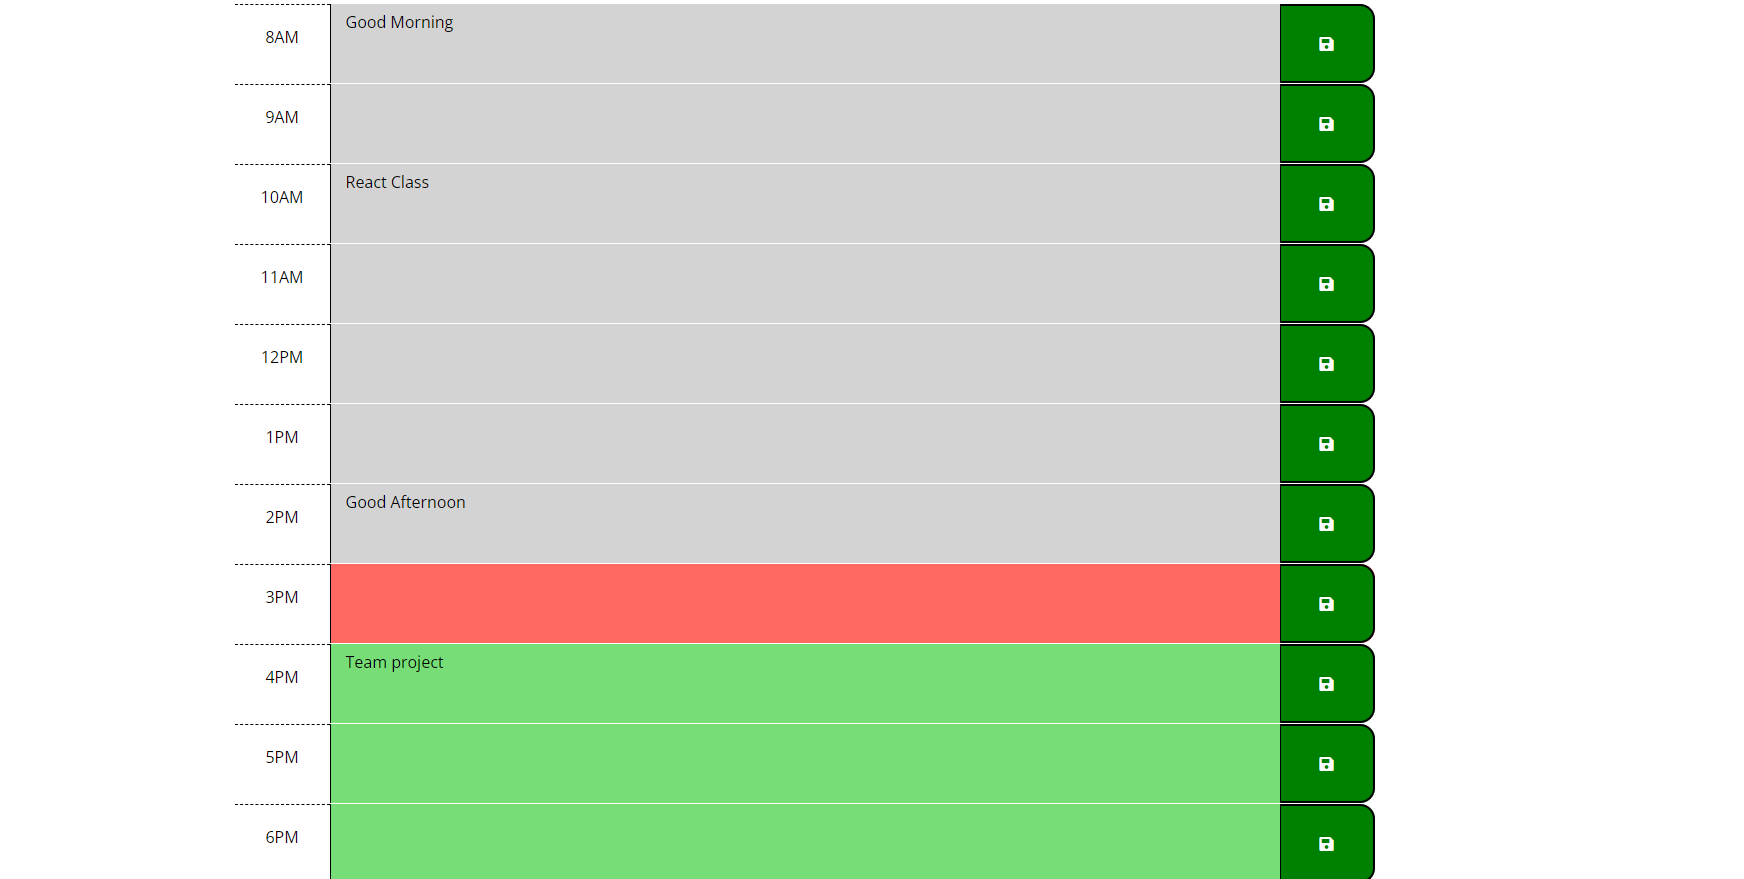 8AM Good Morning
9AM
10AM React Class
11AM
12PM
1PM
2PM Good Afternoon
3PM
4PM Team project
5PM
6PM